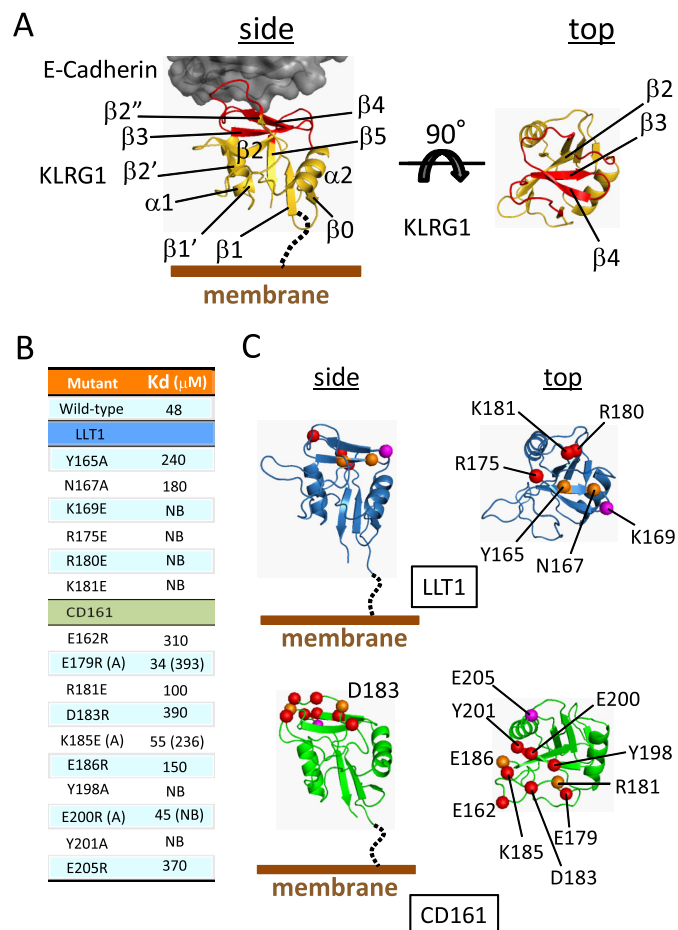 A
side
top
E-Cadherin
β2”
β4
β3
β5
β2
KLRG1
β2’
α2
α1
β1’
β1
β0
membrane
90°
KLRG1
β2
β3
β4
B
Mutant Kd (μM)
Wild-type 48
LLT1
Y165A 240
N167A 180
K169E NB
R175E NB
R180E NB
K181E NB
CD161
E162R 310
E179R (A) 34 (393)
R181E 100
D183R 390
K185E (A) 55 (236)
E186R 150
Y198A NB
E200R (A) 45 (NB)
Y201A NB
E205R 370
C
side
top
K181
R180
R175
K169
Y165
N167
LLT1
membrane
D183
E205
E200
Y201
Y198
E186
R181
E162
E179
K185
D183
membrane
CD161